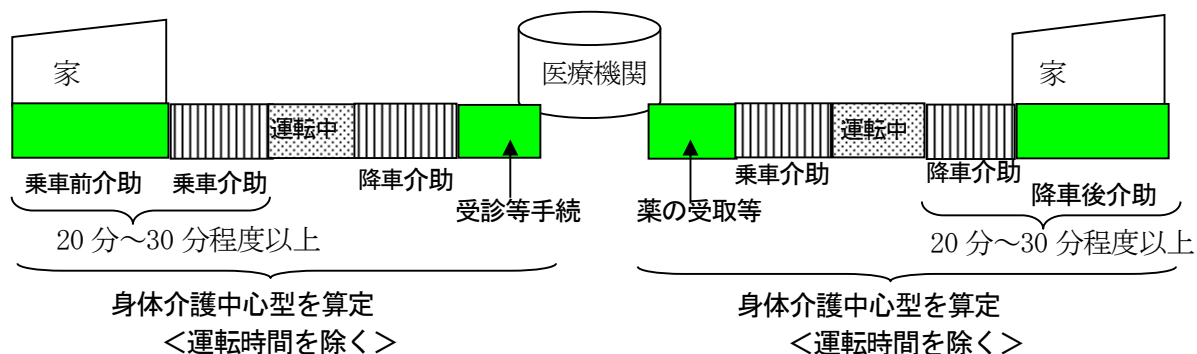 家
医療機関
家
運転中
運転中
乗車前介助 乗車介助
降車介助
受診等手続
薬の受取等
乗車介助
降車介助
降車後介助
20 分～30 分程度以上
20 分～30 分程度以上
身体介護中心型を算定
＜運転時間を除く＞
身体介護中心型を算定
＜運転時間を除く＞